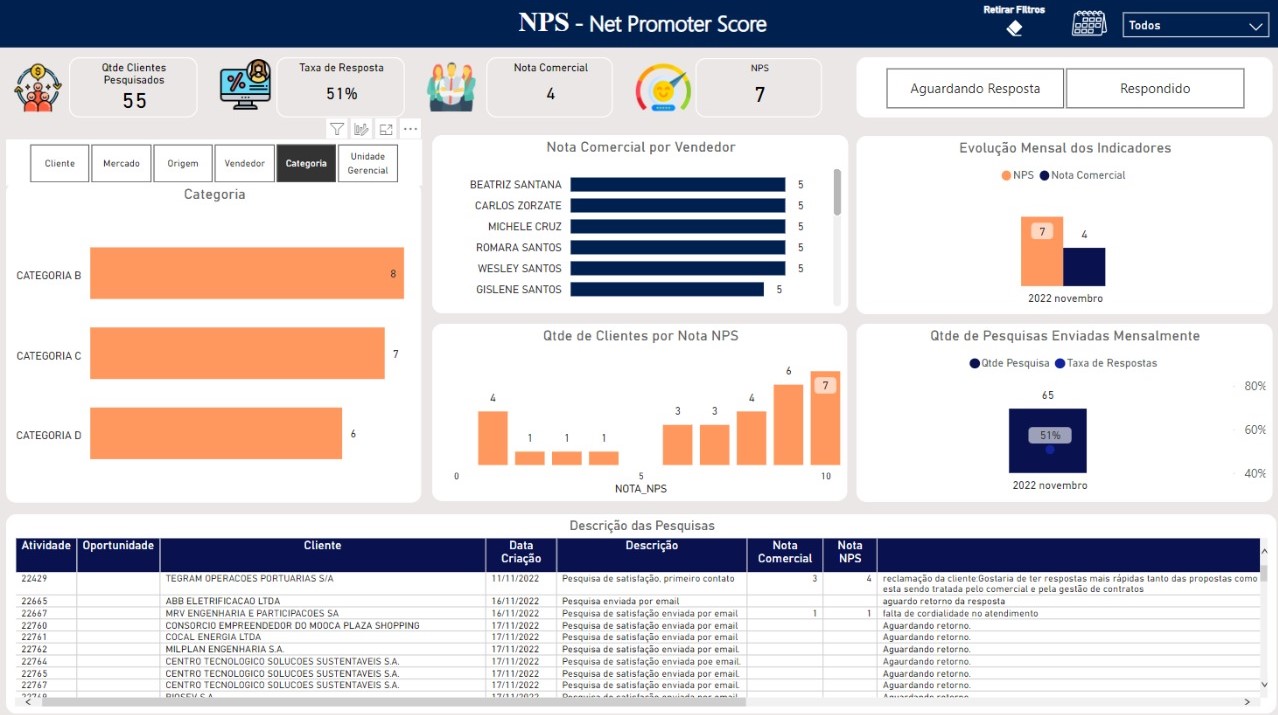 NPS - Net Promoter Score
Retirar Filtros
Todos
Qtde Clientes
Pesquisados
55
Taxa de Resposta
51%
Nota Comercial
4
NPS
7
Aguardando Resposta
Respondido
Cliente
Mercado
Origem
Vendedor
Categoria
Unidade
Gerencial
Categoria
CATEGORIA B
8
CATEGORIA C
7
CATEGORIA D
6
Nota Comercial por Vendedor
BEATRIZ SANTANA 5
CARLOS ZORZATE 5
MICHELE CRUZ 5
ROMARA SANTOS 5
WESLEY SANTOS 5
GISLENE SANTOS 5
Evolução Mensal dos Indicadores
NPS Nota Comercial
7 4
2022 novembro
Qtde de Clientes por Nota NPS
4 1 1 1 3 3 4 6 7
0 5 10
NOTA_NPS
Qtde de Pesquisas Enviadas Mensalmente
Qtde Pesquisa Taxa de Respostas
80%
65
60%
51%
40%
2022 novembro
Descrição das Pesquisas
Atividade Oportunidade Cliente Data Criação Descrição Nota Comercial Nota NPS
22429 TEGRAM OPERACOES PORTUARIAS S/A 11/11/2022 Pesquisa de satisfação, primeiro contato 3 4 reclamação da cliente:Gostaria de ter respostas mais rápidas tanto das propostas como
esta sendo tratada pelo comercial e pela gestão de contratos
22665 ABB ELETRIFICACAO LTDA 16/11/2022 Pesquisa enviada por email aguardo retorno da resposta
22667 MRV ENGENHARIA E PARTICIPACOES SA 16/11/2022 Pesquisa de satisfação enviada por email 1 1 falta de cordialidade no atendimento
22760 CONSORCIO EMPREENDEDOR DO MOOCA PLAZA SHOPPING 17/11/2022 Pesquisa de satisfação enviada por email Aguardando retorno.
22761 COCAL ENERGIA LTDA 17/11/2022 Pesquisa de satisfação enviada por email Aguardando retorno.
22762 MILPLAN ENGENHARIA S.A. 17/11/2022 Pesquisa de satisfação enviada por email. Aguardando retorno.
22764 CENTRO TECNOLOGICO SOLUCOES SUSTENTAVEIS S.A. 17/11/2022 Pesquisa de satisfação enviada poe email. Agaurdando retorno.
22765 CENTRO TECNOLOGICO SOLUCOES SUSTENTAVEIS S.A. 17/11/2022 Pesquisa de satisfação enviada por email. Aguardando retorno.
22767 CENTRO TECNOLOGICO SOLUCOES SUSTENTAVEIS S.A. 17/11/2022 Pesquisa de satisfação enviada por email. Aguardando retorno.
17/11/2022 Pesquisa de satisfação enviada por email Aguardando retorno.